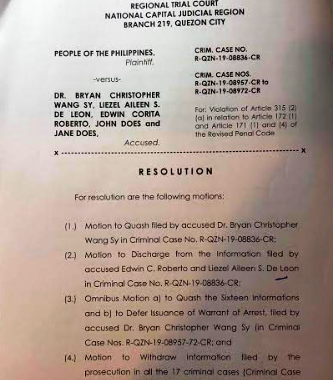 REGIONAL TRIAL COURT
NATIONAL CAPITAL JUDICIAL REGION
BRANCH 219, QUEZON CITY
PEOPLE OF THE PHILIPPINES,
Plaintiff,
-versus-
DR. BRYAN CHRISTOPHER
WANG SY, LIEZEL AILEEN S.
DE LEON, EDWIN CORITA
ROBERTO, JOHN DOES and
JANE DOES,
Accused.
CRIM. CASE NO.
R-QZN-19-08836-CR
CRIM. CASE NOS.
R-QZN-19-08957-CR to
R-QZN-19-08972-CR
For: Violation of Article 315 (2)
(a) in relation to Article 172 (1)
and Article 171 (1) and (4) of
the Revised Penal Code
x ------------------------------------------------------------ x
RESOLUTION
For resolution are the following motions:
(1.) Motion to Quash filed by accused Dr. Bryan Christopher
Wang Sy in Criminal Case No. R-QZN-19-08836-CR;
(2.) Motion to Discharge from the Information filed by
accused Edwin C. Roberto and Liezel Aileen S. De Leon
in Criminal Case No. R-QZN-19-08836-CR;
(3.) Omnibus Motion a) to Quash the Sixteen Informations
and b) to Defer Issuance of Warrant of Arrest, filed by
accused Dr. Bryan Christopher Wang Sy (in Criminal
Case Nos. R-QZN-19-08957-72-CR; and
(4.) Motion to Withdraw Information filed by the
prosecution in all the 17 criminal cases (Criminal Case